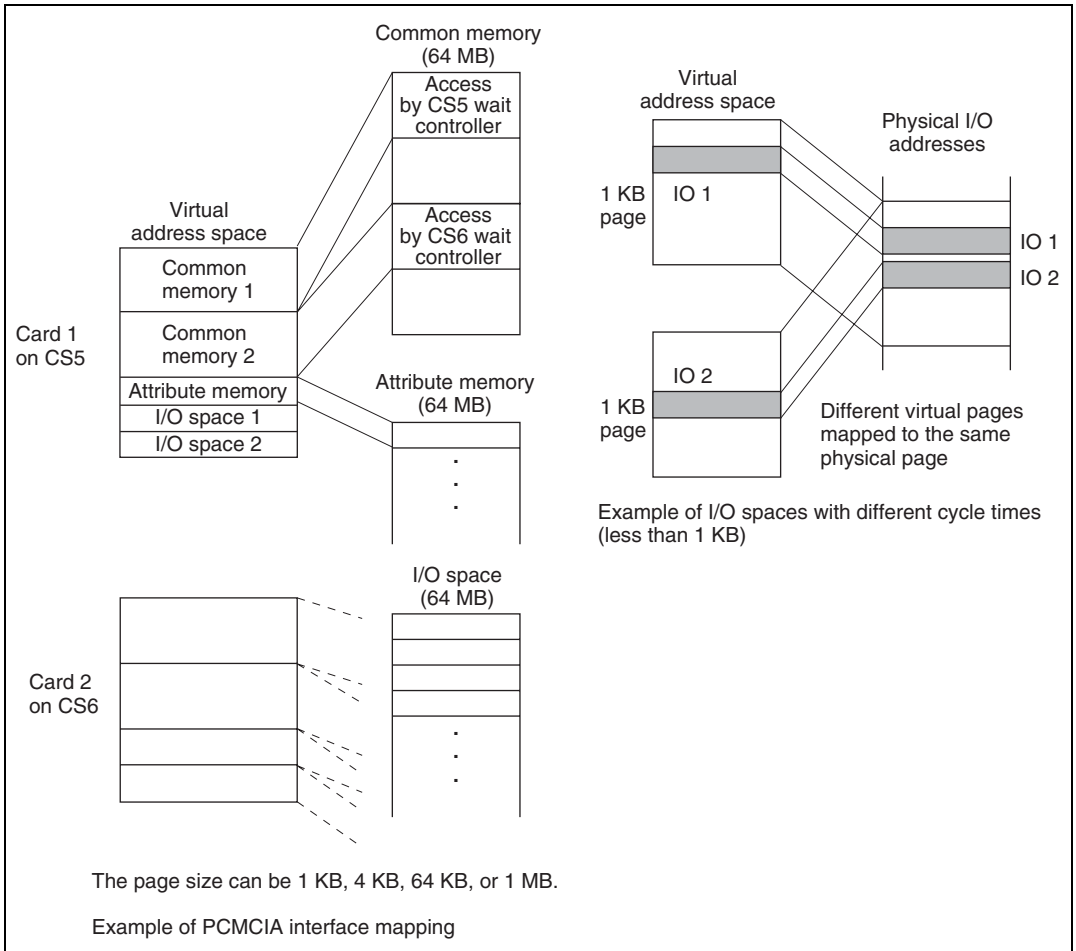 Common memory
(64 MB)
Access
by CS5 wait
controller
Access
by CS6 wait
controller
Virtual
address space
Common
memory 1
Common
memory 2
Attribute memory
I/O space 1
I/O space 2
Card 1
on CS5
Attribute memory
(64 MB)
.
.
.
I/O space
(64 MB)
.
.
.
Card 2
on CS6
Virtual
address space
Physical I/O
addresses
1 KB
page
IO 1
IO 1
IO 2
IO 2
1 KB
page
Different virtual pages
mapped to the same
physical page
Example of I/O spaces with different cycle times
(less than 1 KB)
The page size can be 1 KB, 4 KB, 64 KB, or 1 MB.
Example of PCMCIA interface mapping